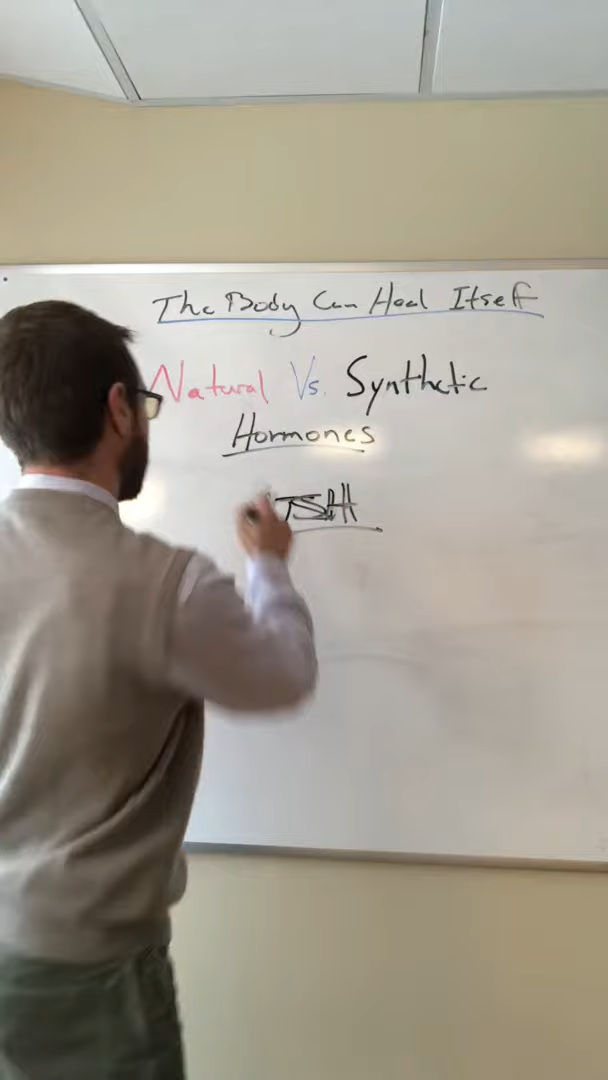 The Body Can Heal Itself
Natural Vs. Synthetic
Hormones
TSH